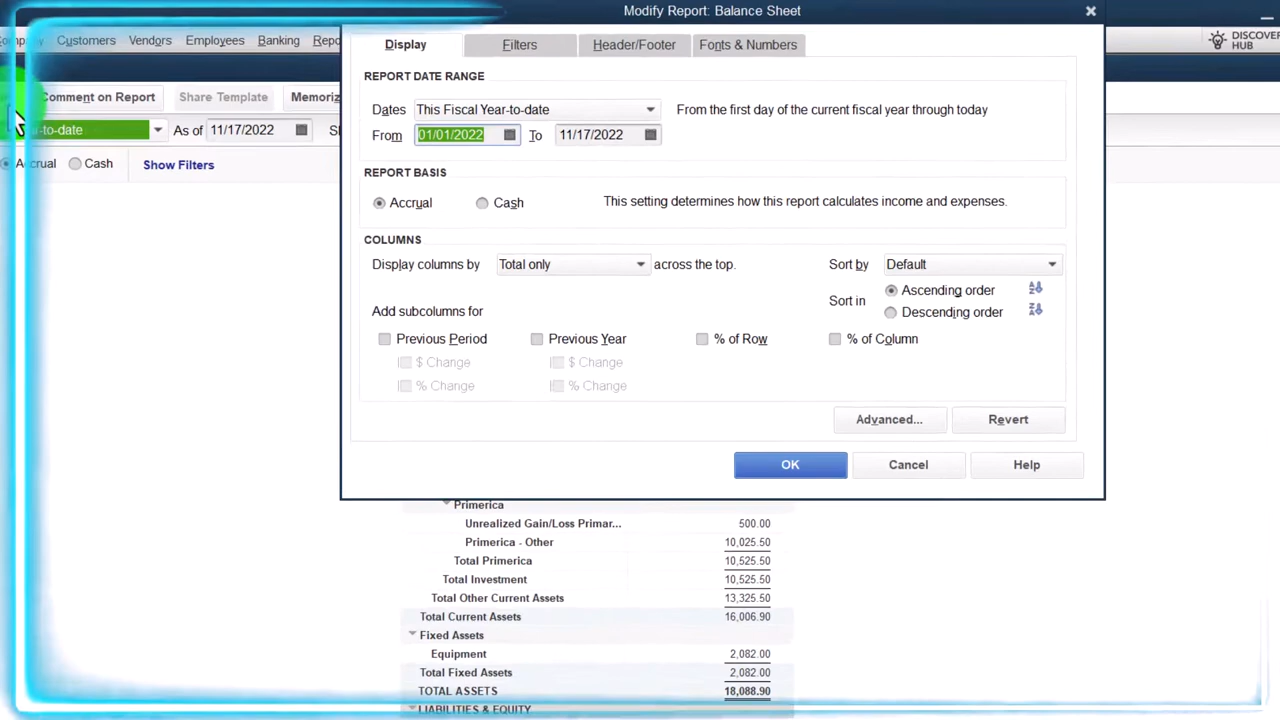 Modify Report: Balance Sheet
Customers Vendors Employees Banking
DISCOVER
HUB
Comment on Report Share Template
-to-date As of 11/17/2022
Accrual Cash Show Filters
Display Filters Header/Footer Fonts & Numbers
REPORT DATE RANGE
Dates This Fiscal Year-to-date From the first day of the current fiscal year through today
From 01/01/2022 To 11/17/2022
REPORT BASIS
Accrual Cash This setting determines how this report calculates income and expenses.
COLUMNS
Display columns by Total only across the top. Sort by Default
Sort in Ascending order
Descending order
Add subcolumns for
Previous Period Previous Year % of Row % of Column
$ Change $ Change
% Change % Change
Advanced... Revert
OK Cancel Help
Primerica
Unrealized Gain/Loss Primar... 500.00
Primerica - Other 10,025.50
Total Primerica 10,525.50
Total Investment 10,525.50
Total Other Current Assets 13,325.50
Total Current Assets 16,006.90
Fixed Assets
Equipment 2,082.00
Total Fixed Assets 2,082.00
TOTAL ASSETS 18,088.90
LIABILITIES & EQUITY